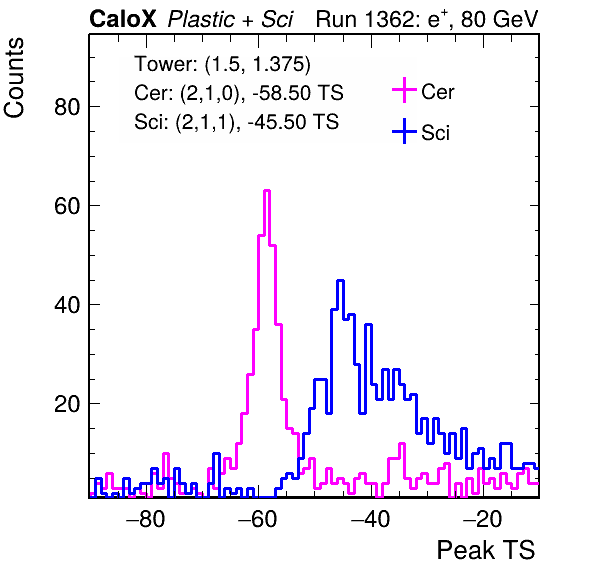 CaloX Plastic + Sci Run 1362: e+, 80 GeV
Counts
Tower: (1.5, 1.375)
Cer: (2,1,0), -58.50 TS
Sci: (2,1,1), -45.50 TS
Cer
Sci
80
60
40
20
−80 −60 −40 −20
Peak TS